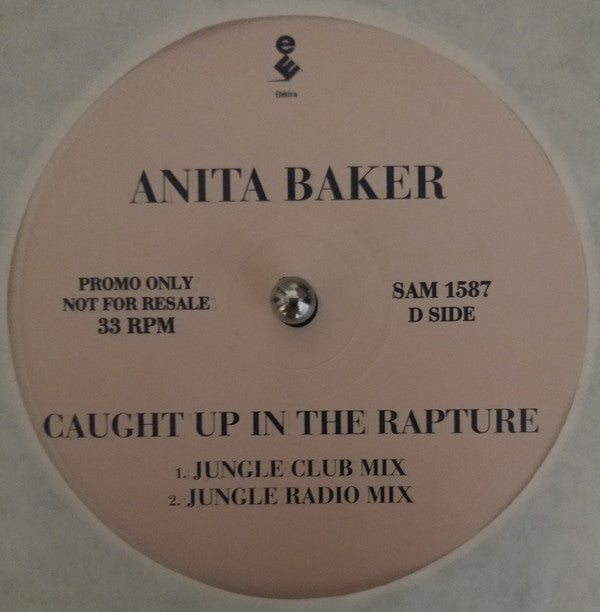 Elektra
ANITA BAKER
PROMO ONLY
NOT FOR RESALE
33 RPM
SAM 1587
D SIDE
CAUGHT UP IN THE RAPTURE
1. JUNGLE CLUB MIX
2. JUNGLE RADIO MIX